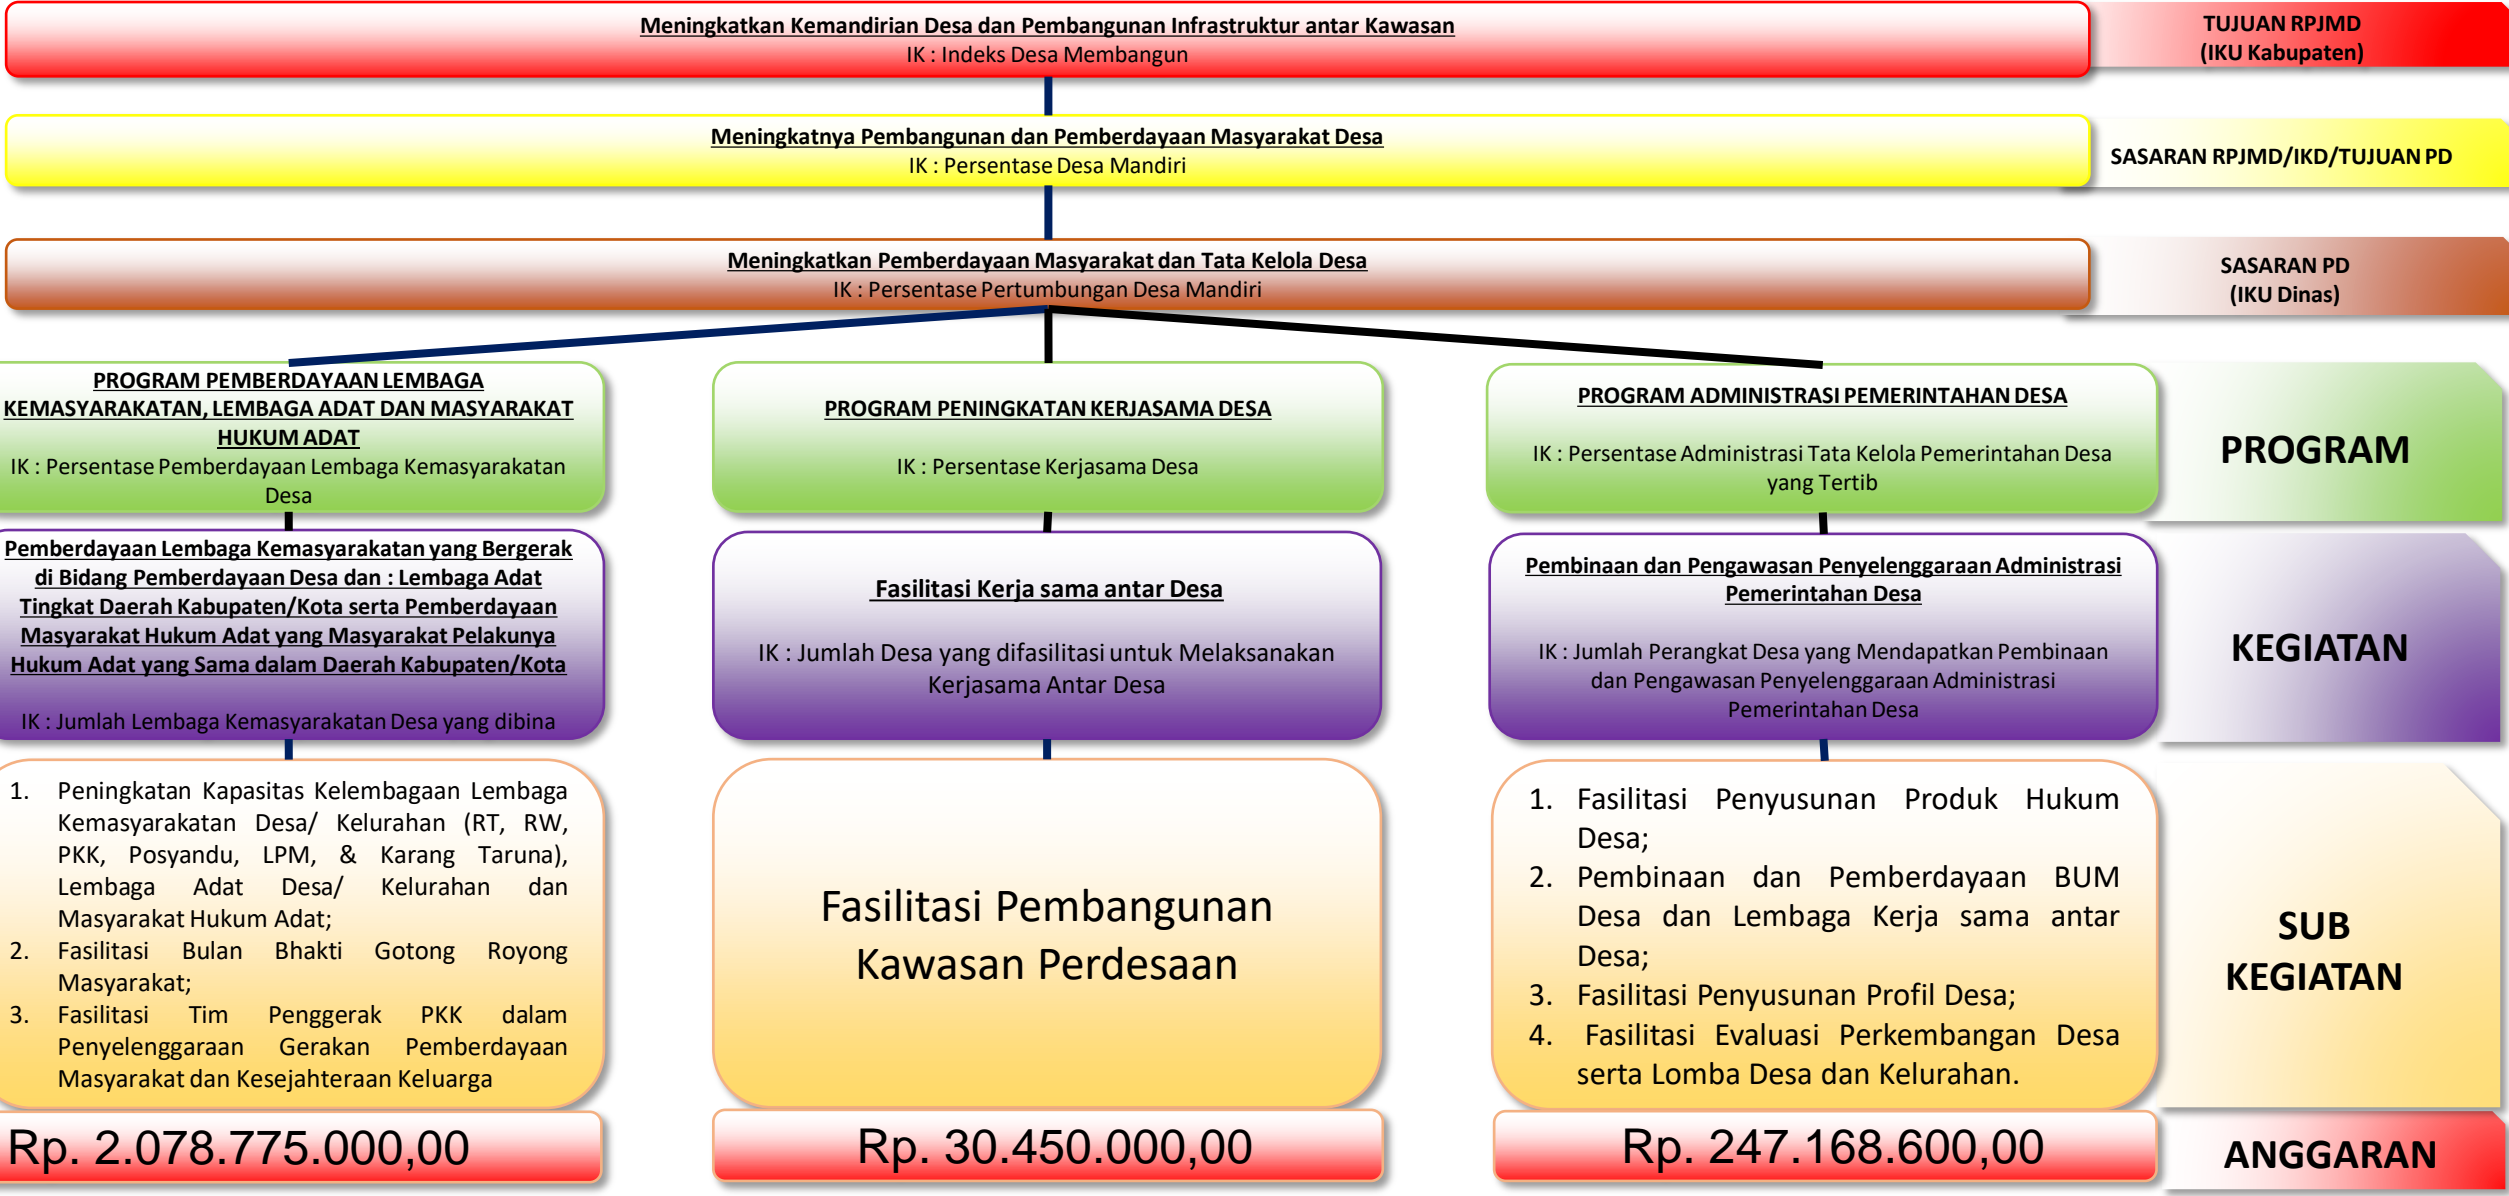 Meningkatkan Kemandirian Desa dan Pembangunan Infrastruktur antar Kawasan
IK : Indeks Desa Membangun
TUJUAN RPJMD
(IKU Kabupaten)
Meningkatnya Pembangunan dan Pemberdayaan Masyarakat Desa
IK : Persentase Desa Mandiri
SASARAN RPJMD/IKD/TUJUAN PD
Meningkatkan Pemberdayaan Masyarakat dan Tata Kelola Desa
IK : Persentase Pertumbungan Desa Mandiri
SASARAN PD
(IKU Dinas)
PROGRAM PEMBERDAYAAN LEMBAGA
KEMASYARAKATAN, LEMBAGA ADAT DAN MASYARAKAT
HUKUM ADAT
IK : Persentase Pemberdayaan Lembaga Kemasyarakatan
Desa
PROGRAM PENINGKATAN KERJASAMA DESA
IK : Persentase Kerjasama Desa
PROGRAM ADMINISTRASI PEMERINTAHAN DESA
IK : Persentase Administrasi Tata Kelola Pemerintahan Desa
yang Tertib
PROGRAM
Pemberdayaan Lembaga Kemasyarakatan yang Bergerak
di Bidang Pemberdayaan Desa dan : Lembaga Adat
Tingkat Daerah Kabupaten/Kota serta Pemberdayaan
Masyarakat Hukum Adat yang Masyarakat Pelakunya
Hukum Adat yang Sama dalam Daerah Kabupaten/Kota
IK : Jumlah Lembaga Kemasyarakatan Desa yang dibina
Fasilitasi Kerja sama antar Desa
IK : Jumlah Desa yang difasilitasi untuk Melaksanakan
Kerjasama Antar Desa
Pembinaan dan Pengawasan Penyelenggaraan Administrasi
Pemerintahan Desa
IK : Jumlah Perangkat Desa yang Mendapatkan Pembinaan
dan Pengawasan Penyelenggaraan Administrasi
Pemerintahan Desa
KEGIATAN
1. Peningkatan Kapasitas Kelembagaan Lembaga
Kemasyarakatan Desa/ Kelurahan (RT, RW,
PKK, Posyandu, LPM, & Karang Taruna),
Lembaga Adat Desa/ Kelurahan dan
Masyarakat Hukum Adat;
2. Fasilitasi Bulan Bhakti Gotong Royong
Masyarakat;
3. Fasilitasi Tim Penggerak PKK dalam
Penyelenggaraan Gerakan Pemberdayaan
Masyarakat dan Kesejahteraan Keluarga
Fasilitasi Pembangunan
Kawasan Perdesaan
1. Fasilitasi Penyusunan Produk Hukum
Desa;
2. Pembinaan dan Pemberdayaan BUM
Desa dan Lembaga Kerja sama antar
Desa;
3. Fasilitasi Penyusunan Profil Desa;
4. Fasilitasi Evaluasi Perkembangan Desa
serta Lomba Desa dan Kelurahan.
SUB
KEGIATAN
Rp. 2.078.775.000,00
Rp. 30.450.000,00
Rp. 247.168.600,00
ANGGARAN